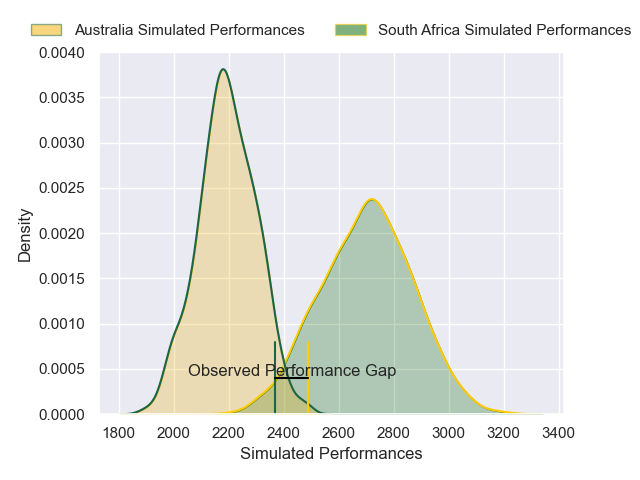 Australia Simulated Performances
South Africa Simulated Performances
0.0040
0.0035
0.0030
0.0025
0.0020
0.0015
0.0010
0.0005
0.0000
Density
Observed Performance Gap
1800 2000 2200 2400 2600 2800 3000 3200 3400
Simulated Performances